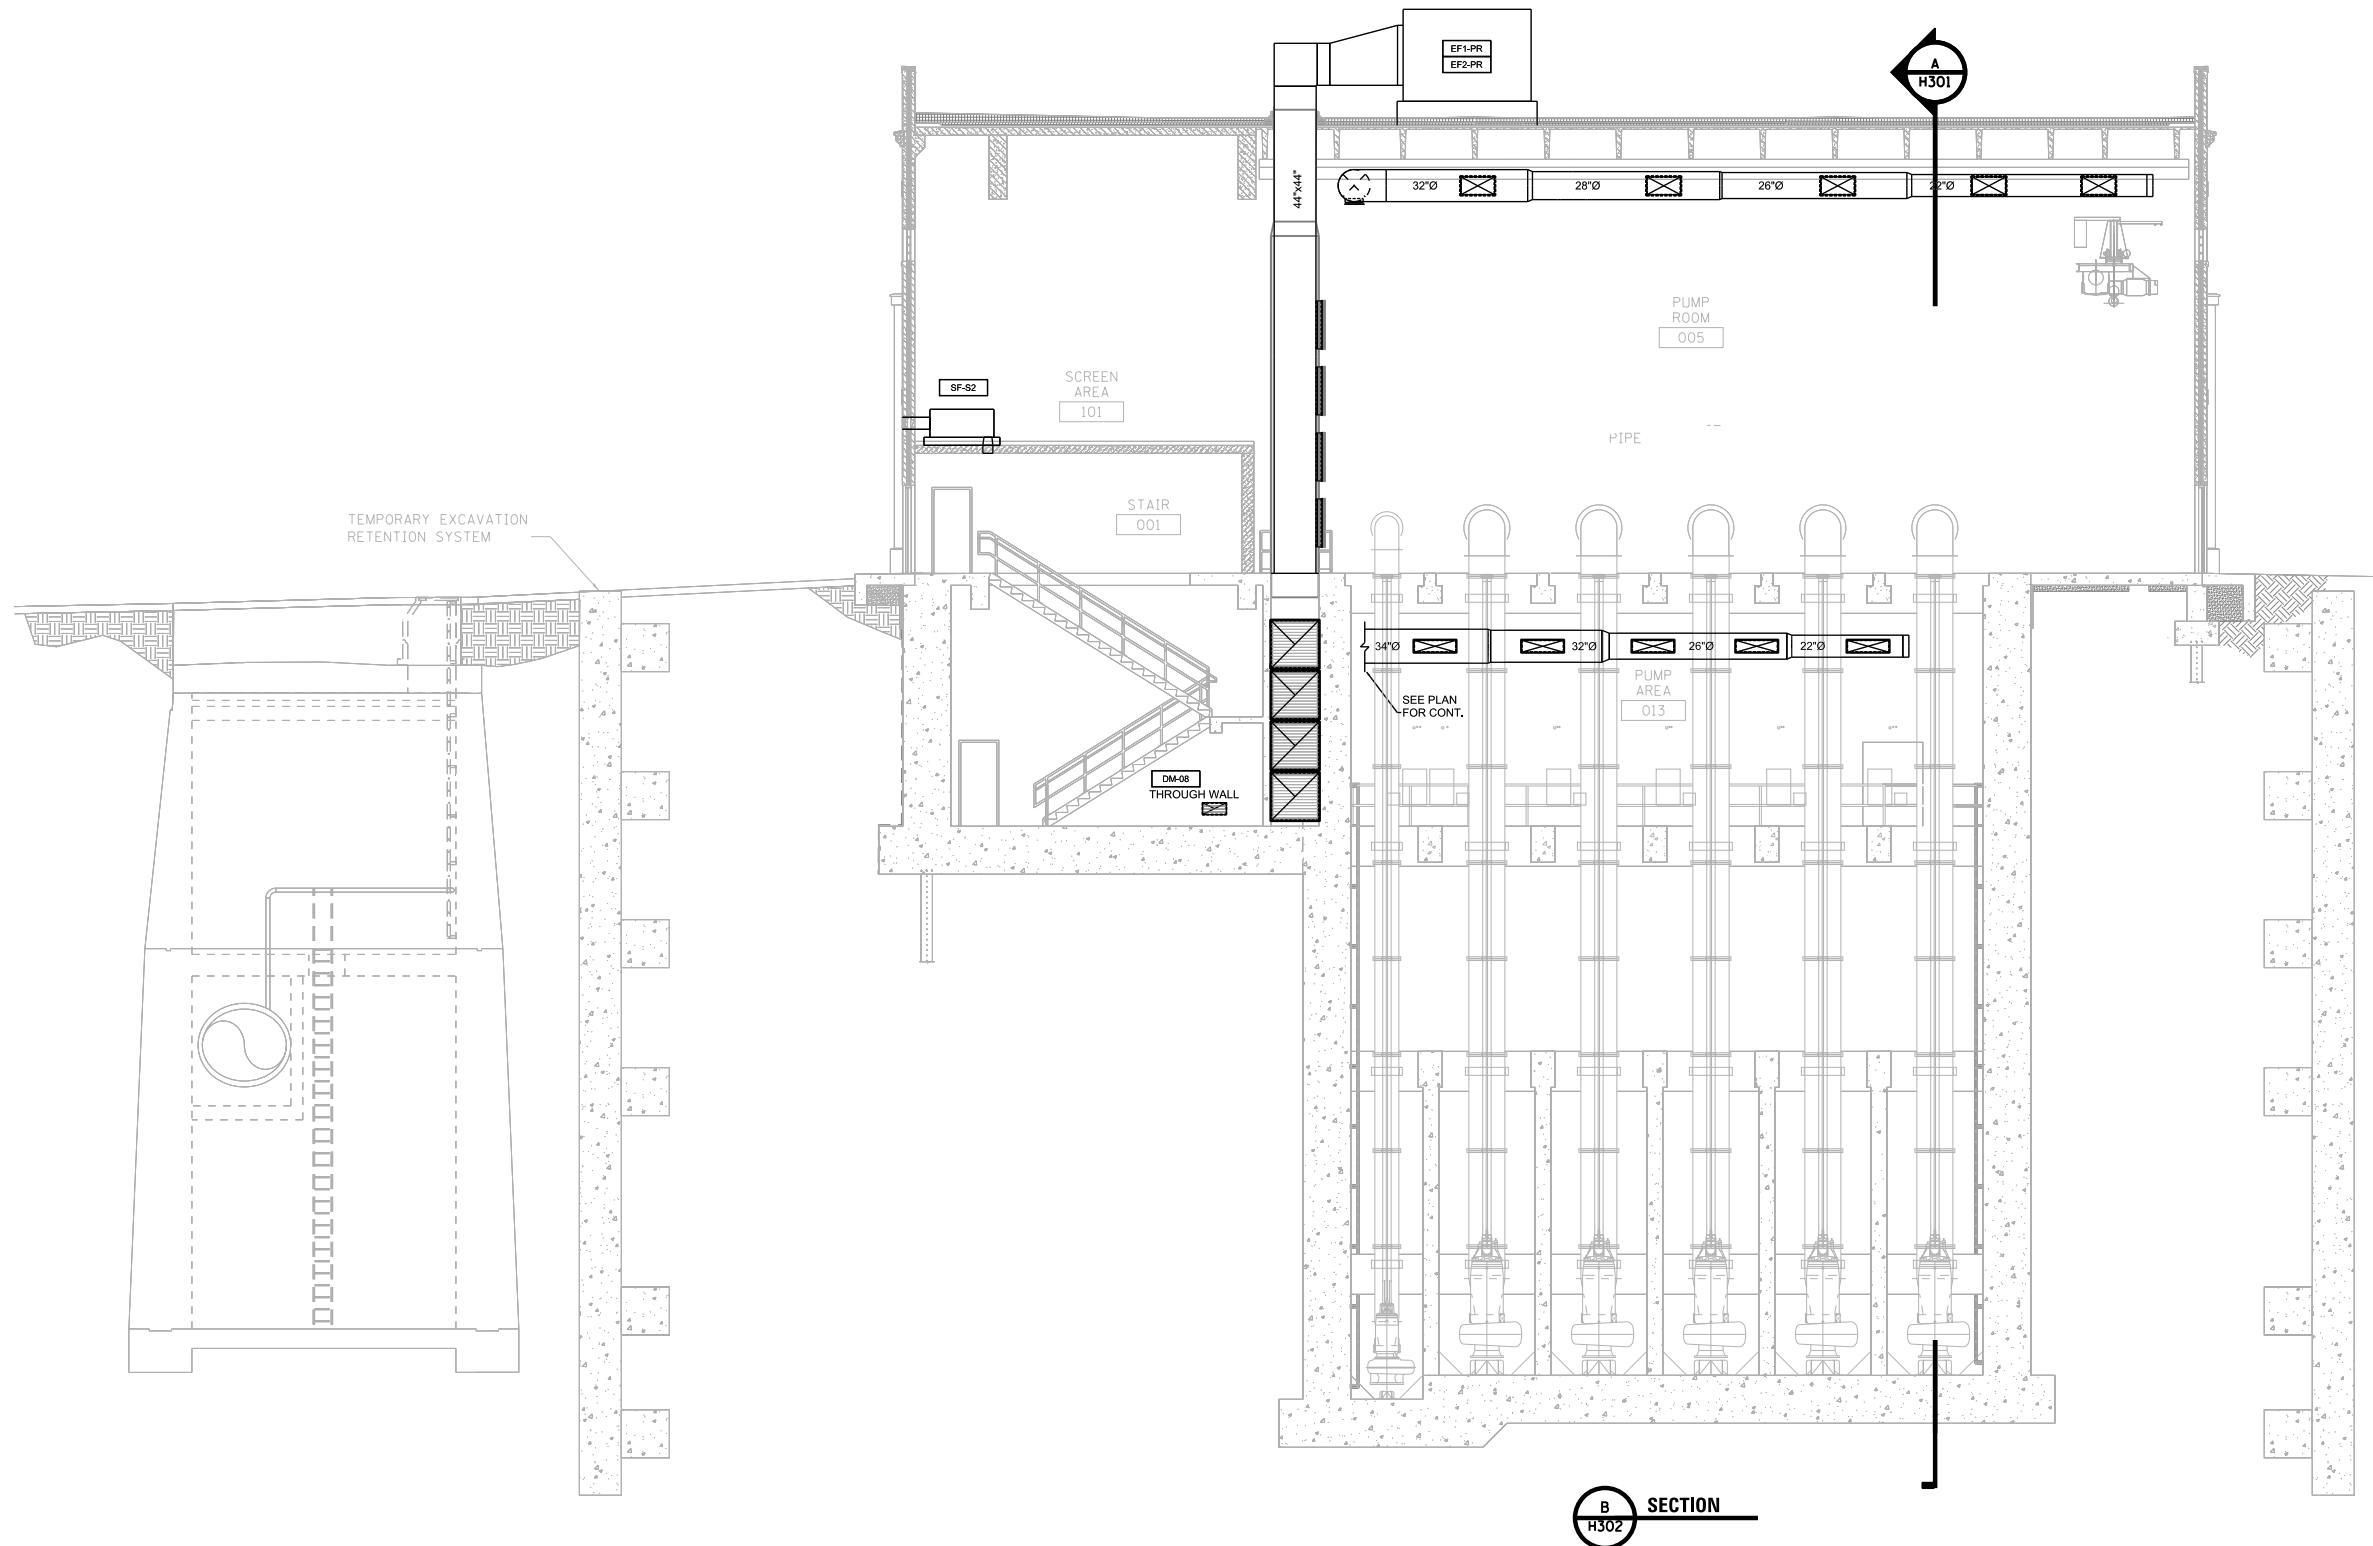 EF1-PR
EF2-PR
A
H301
44"x44"
32"Ø
28"Ø
26"Ø
22"Ø
PUMP
ROOM
005
SF-S2
SCREEN
AREA
101
PIPE
STAIR
001
TEMPORARY EXCAVATION
RETENTION SYSTEM
34"Ø
32"Ø
26"Ø
22"Ø
PUMP
AREA
013
SEE PLAN
FOR CONT.
DM-08
THROUGH WALL
B
H302
SECTION